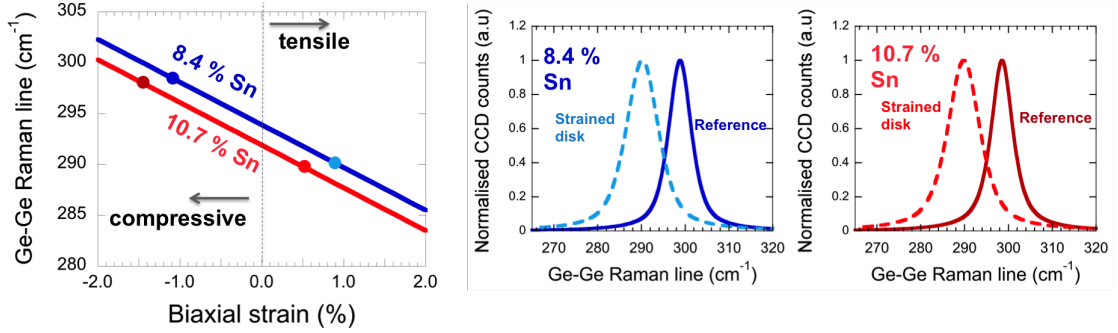 Ge-Ge Raman line (cm⁻¹)
305
300
295
290
285
280
-2.0
-1.0
0.0
1.0
2.0
Biaxial strain (%)
tensile
8.4 % Sn
10.7 % Sn
compressive
Normalised CCD counts (a.u)
1.2
1
0.8
0.6
0.4
0.2
0
270
280
290
300
310
320
Ge-Ge Raman line (cm⁻¹)
8.4 %
Sn
Strained
disk
Reference
Normalised CCD counts (a.u)
1.2
1
0.8
0.6
0.4
0.2
0
270
280
290
300
310
320
Ge-Ge Raman line (cm⁻¹)
10.7 %
Sn
Strained
disk
Reference